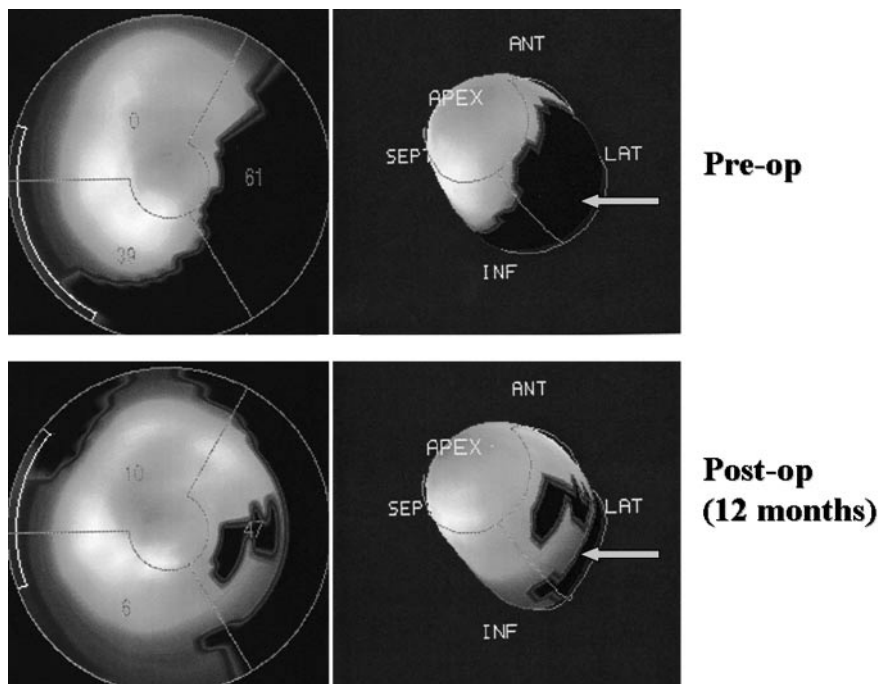 ANT
0
APEX
SEPT
LAT
61
Pre-op
39
INF
ANT
10
APEX
Post-op
(12 months)
SEPT
LAT
47
6
INF